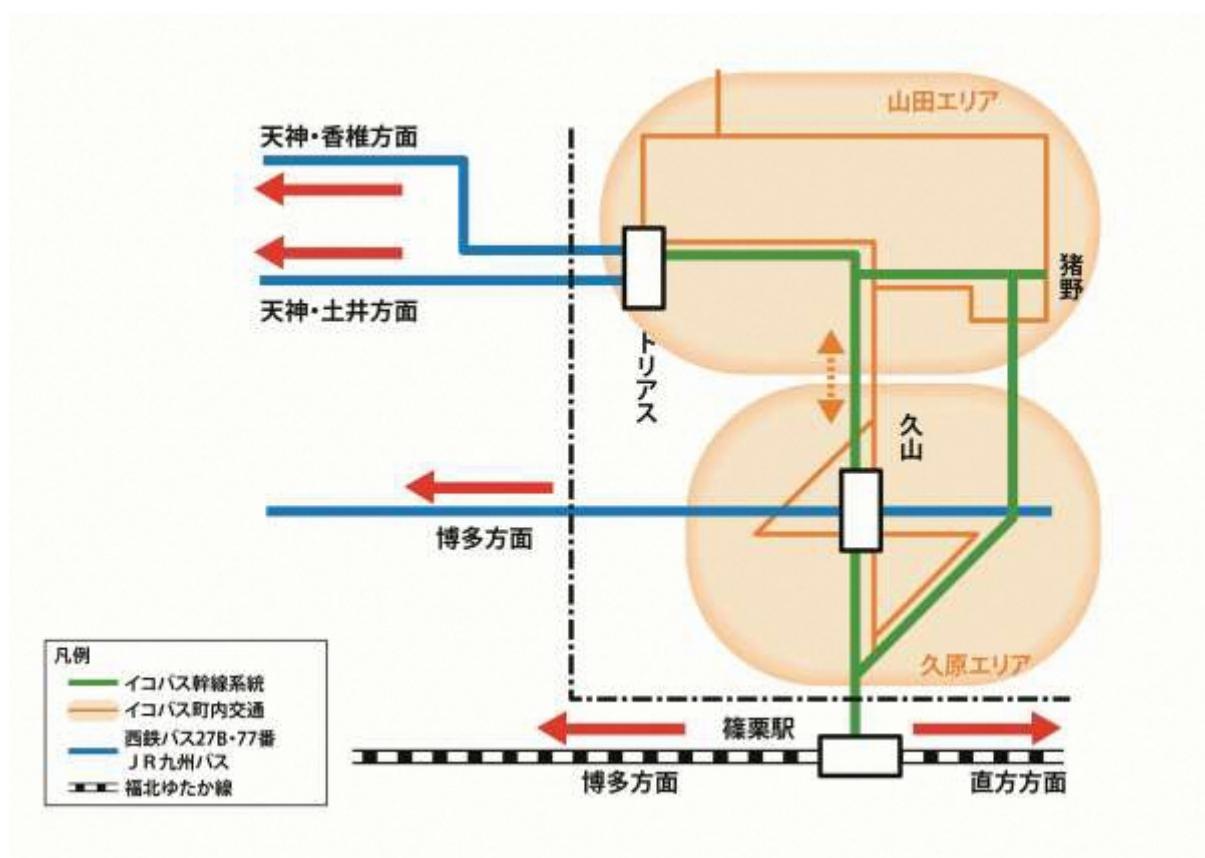 山田エリア
天神・香椎方面
猪野
天神・土井方面
トリアス
久山
博多方面
久原エリア
凡例
イコバス幹線系統
イコバス町内交通
西鉄バス27B・77番
JR九州バス
福北ゆたか線
篠栗駅
博多方面
直方方面